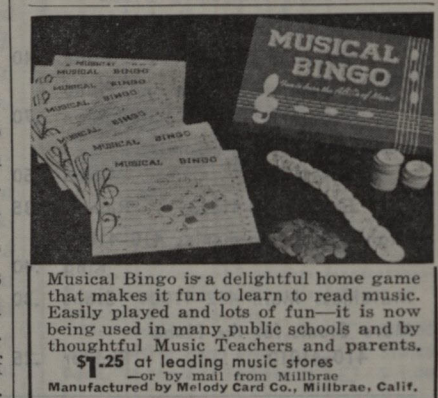 MUSICAL
BINGO
MUSICAL BINGO
MUSICAL BINGO
MUSICAL BINGO
MUSICAL BINGO
MUSICAL BINGO
Musical Bingo is a delightful home game
that makes it fun to learn to read music.
Easily played and lots of fun—it is now
being used in many public schools and by
thoughtful Music Teachers and parents.
$1.25 at leading music stores
—or by mail from Millbrae
Manufactured by Melody Card Co., Millbrae, Calif.